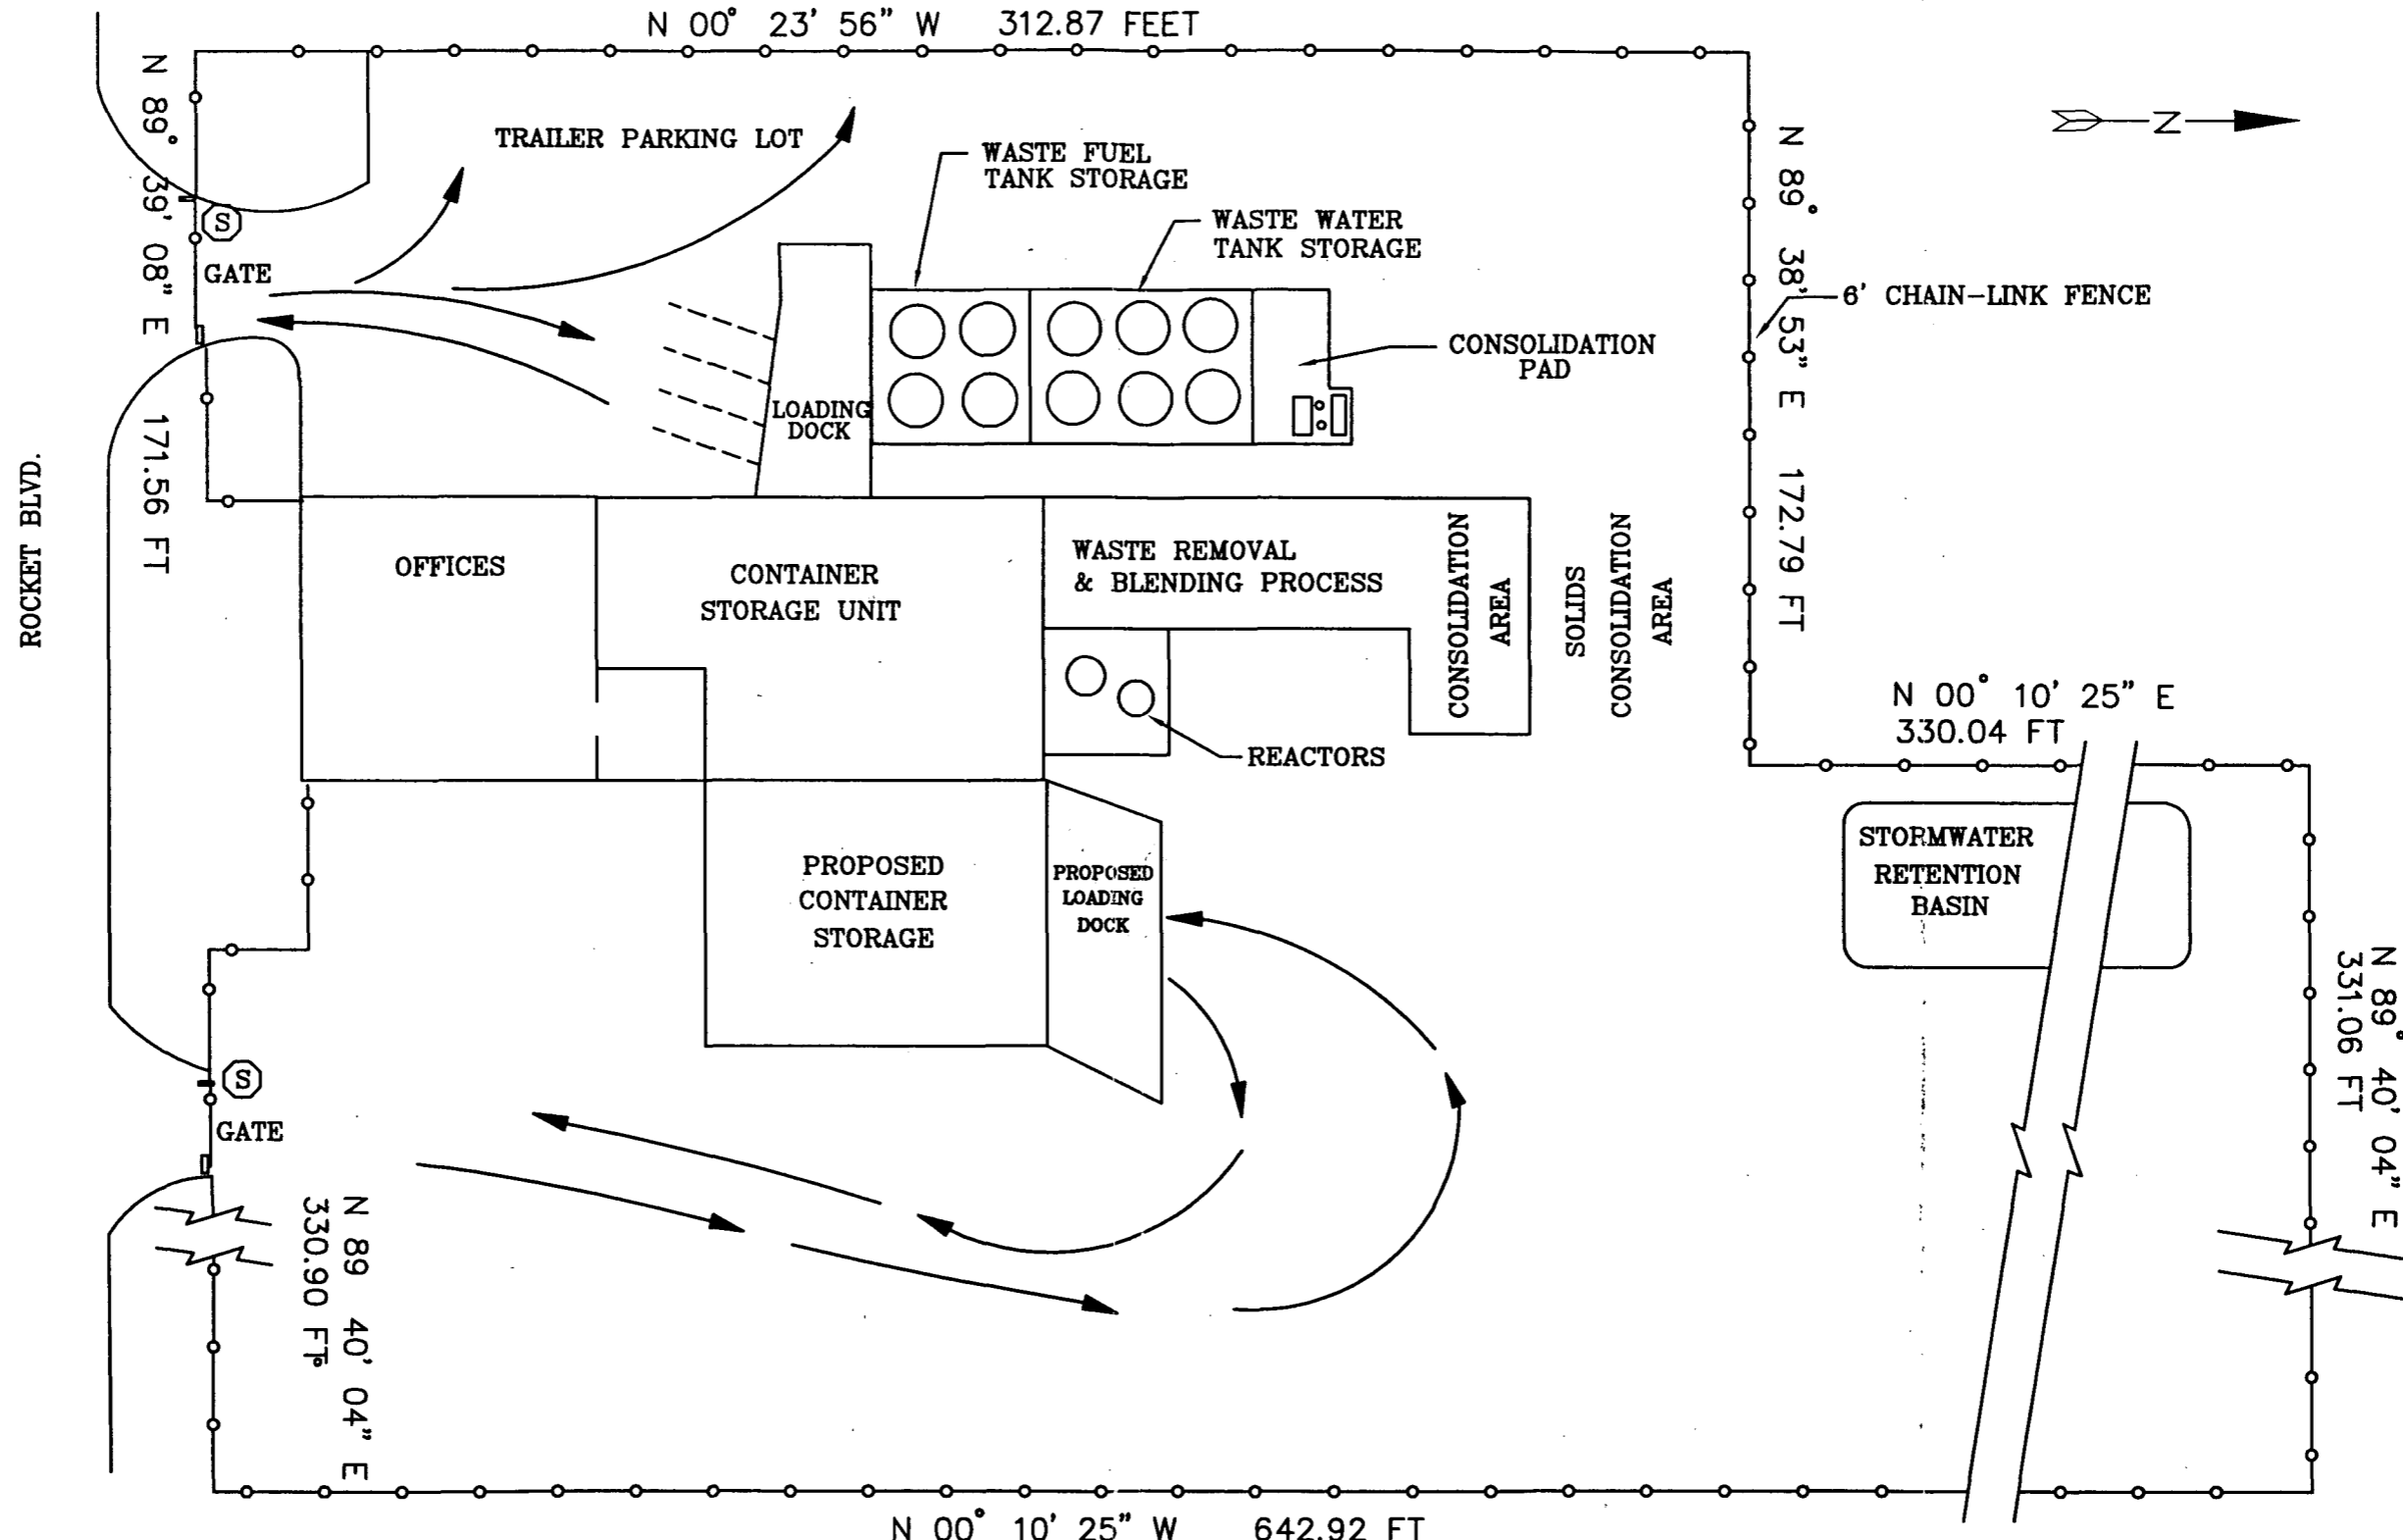 N 00° 23' 56" W 312.87 FEET
N 89° 39' 08" E 171.56 FT
TRAILER PARKING LOT
WASTE FUEL
TANK STORAGE
WASTE WATER
TANK STORAGE
N
N 89° 38' 53" E 172.79 FT
6' CHAIN-LINK FENCE
S
GATE
CONSOLIDATION
PAD
LOADING
DOCK
ROCKET BLVD.
OFFICES
CONTAINER
STORAGE UNIT
WASTE REMOVAL
& BLENDING PROCESS
CONSOLIDATION
AREA
SOLIDS
CONSOLIDATION
AREA
REACTORS
N 00° 10' 25" E
330.04 FT
STORMWATER
RETENTION
BASIN
PROPOSED
CONTAINER
STORAGE
PROPOSED
LOADING
DOCK
N 89° 40' 04" E
331.06 FT
S
GATE
N 89 40' 04" E
330.90 FT°
N 00° 10' 25" W 642.92 FT